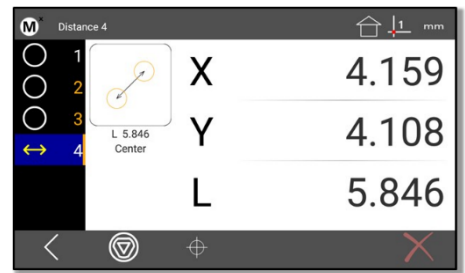 M Distance 4 1 mm
1
2
3
4
L 5.846
Center
X 4.159
Y 4.108
L 5.846